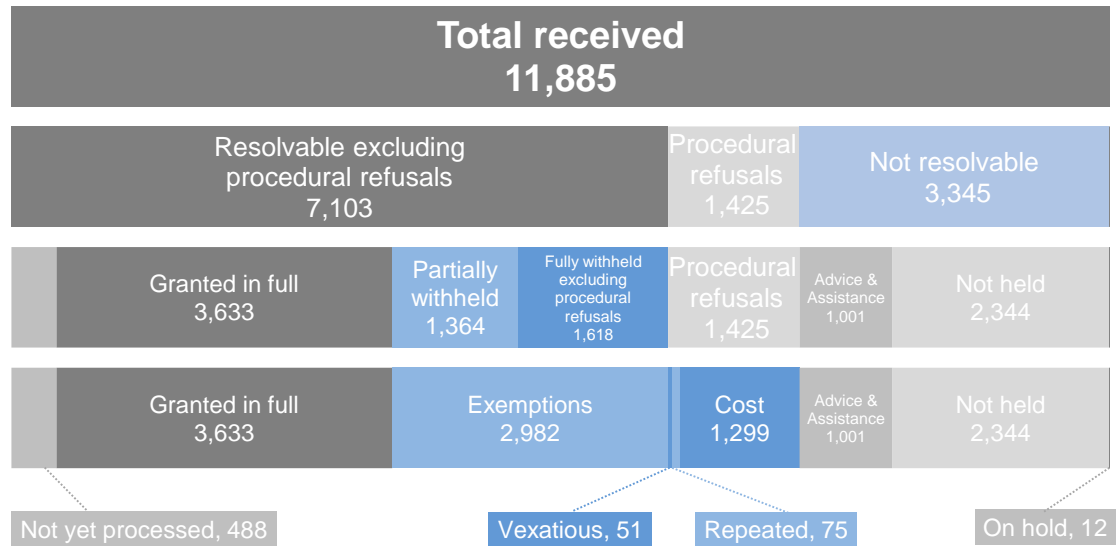 Total received
11,885
Resolvable excluding
procedural refusals
7,103
Procedural
refusals
1,425
Not resolvable
3,345
Granted in full
3,633
Partially
withheld
1,364
Fully withheld
excluding
procedural
refusals
1,618
Procedural
refusals
1,425
Advice &
Assistance
1,001
Not held
2,344
Granted in full
3,633
Exemptions
2,982
Cost
1,299
Advice &
Assistance
1,001
Not held
2,344
Not yet processed, 488
Vexatious, 51
Repeated, 75
On hold, 12